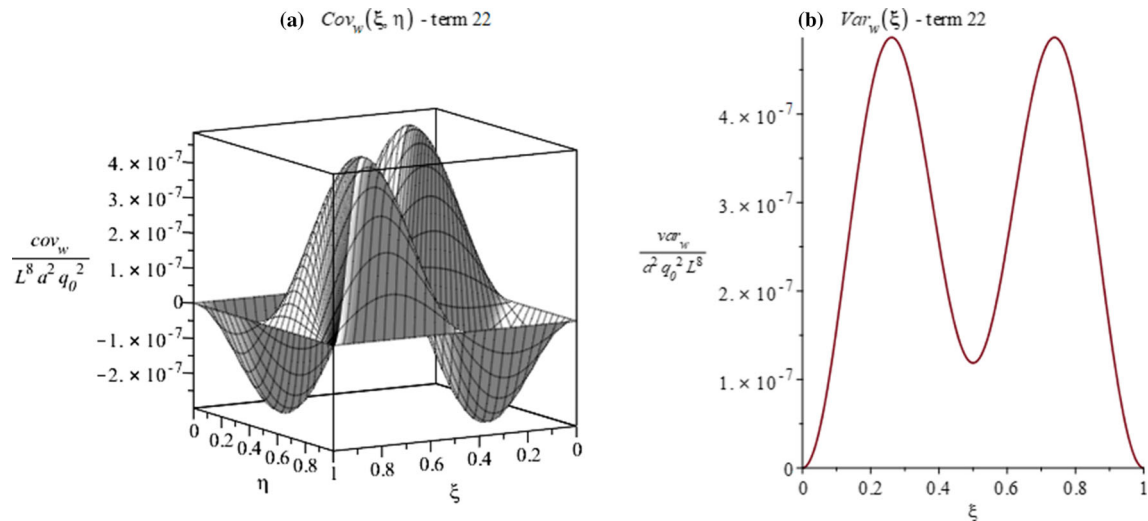 (a) Cov_w(ξ, η) - term 22
4. × 10^-7
3. × 10^-7
2. × 10^-7
1. × 10^-7
0
-1. × 10^-7
-2. × 10^-7
cov_w
L^8 a^2 q_0^2
0
0.2
0.4
0.6
0.8
1
η
0.8
0.6
0.4
0.2
0
ξ
(b) Var_w(ξ) - term 22
4. × 10^-7
3. × 10^-7
2. × 10^-7
1. × 10^-7
0
var_w
a^2 q_0^2 L^8
0
0.2
0.4
0.6
0.8
1
ξ